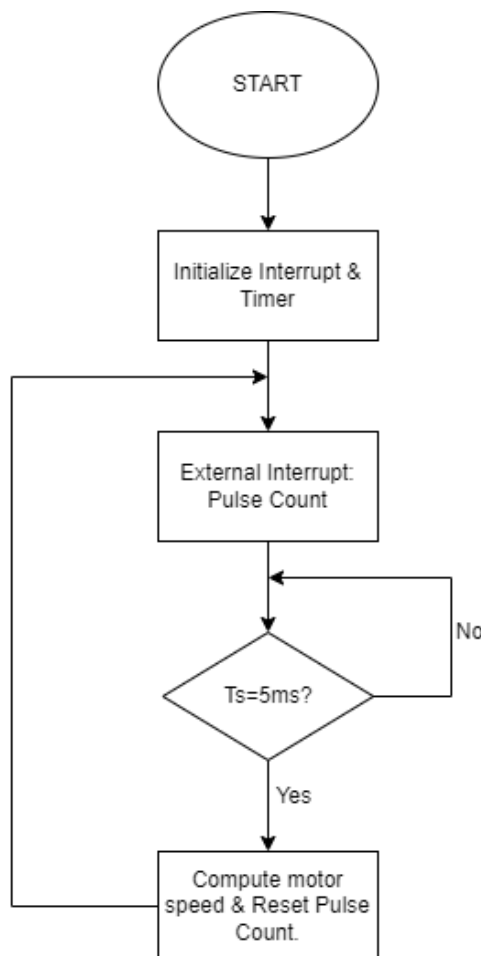 START
Initialize Interrupt &
Timer
External Interrupt:
Pulse Count
No
Ts=5ms?
Yes
Compute motor
speed & Reset Pulse
Count.